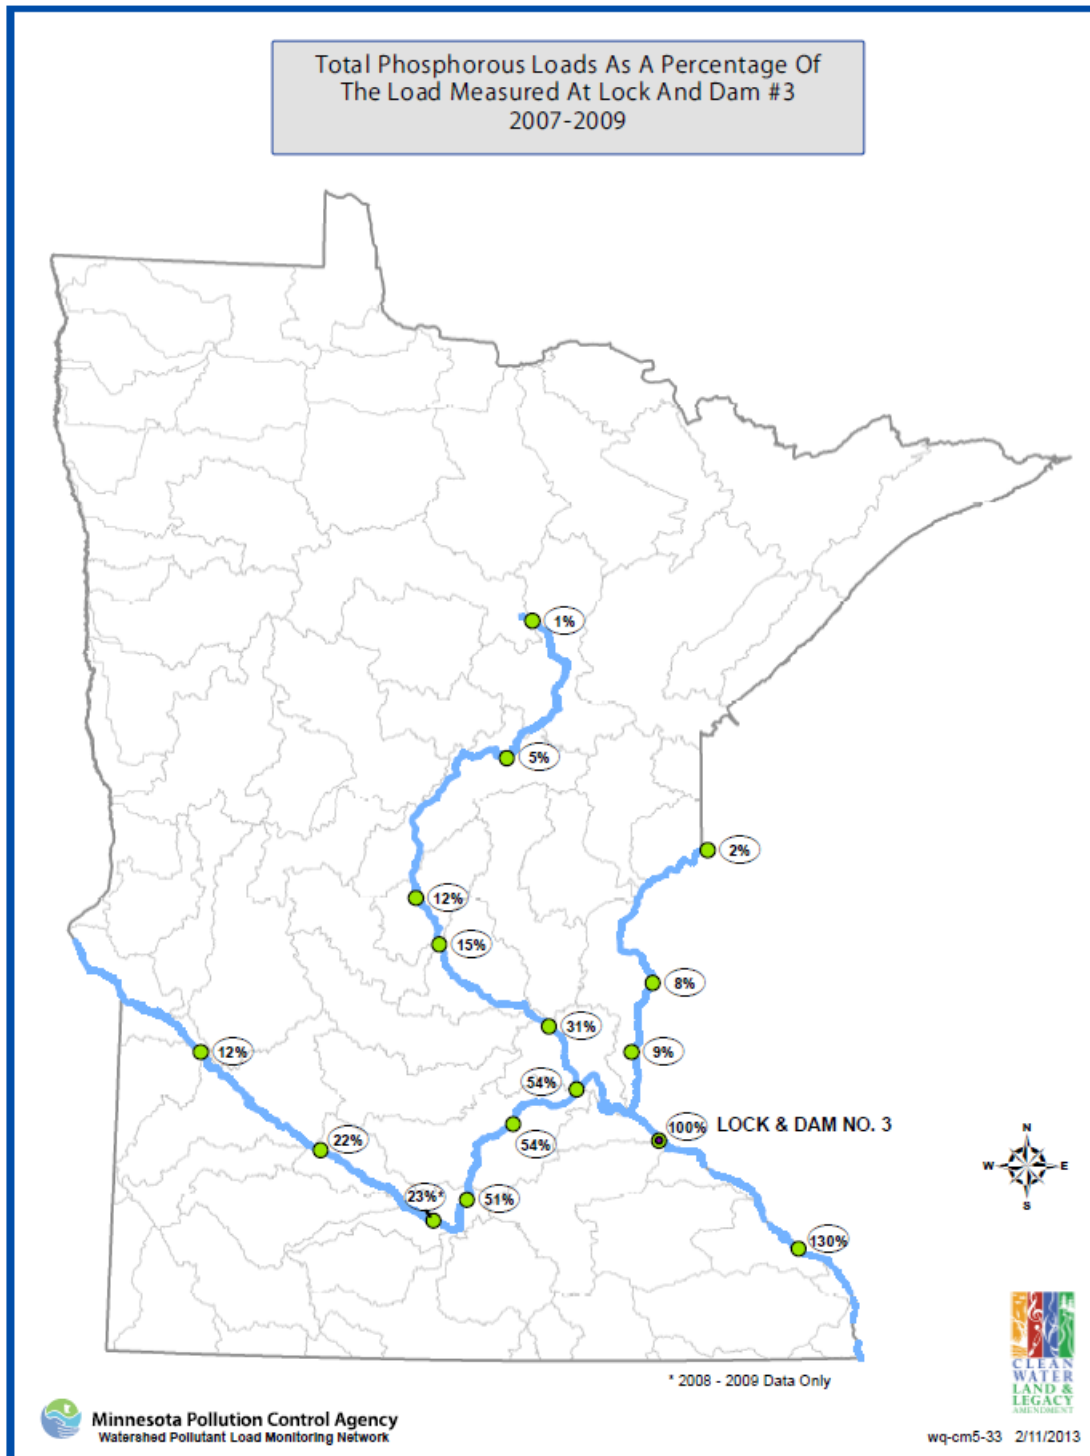 Total Phosphorous Loads As A Percentage Of
The Load Measured At Lock And Dam #3
2007-2009
1%
5%
2%
12%
15%
8%
31%
9%
12%
54%
100% LOCK & DAM NO. 3
54%
22%
23%*
51%
130%
N
W E
S
* 2008 - 2009 Data Only
CLEAN
WATER
LAND &
LEGACY
AMENDMENT
Minnesota Pollution Control Agency
Watershed Pollutant Load Monitoring Network
wq-cm5-33 2/11/2013